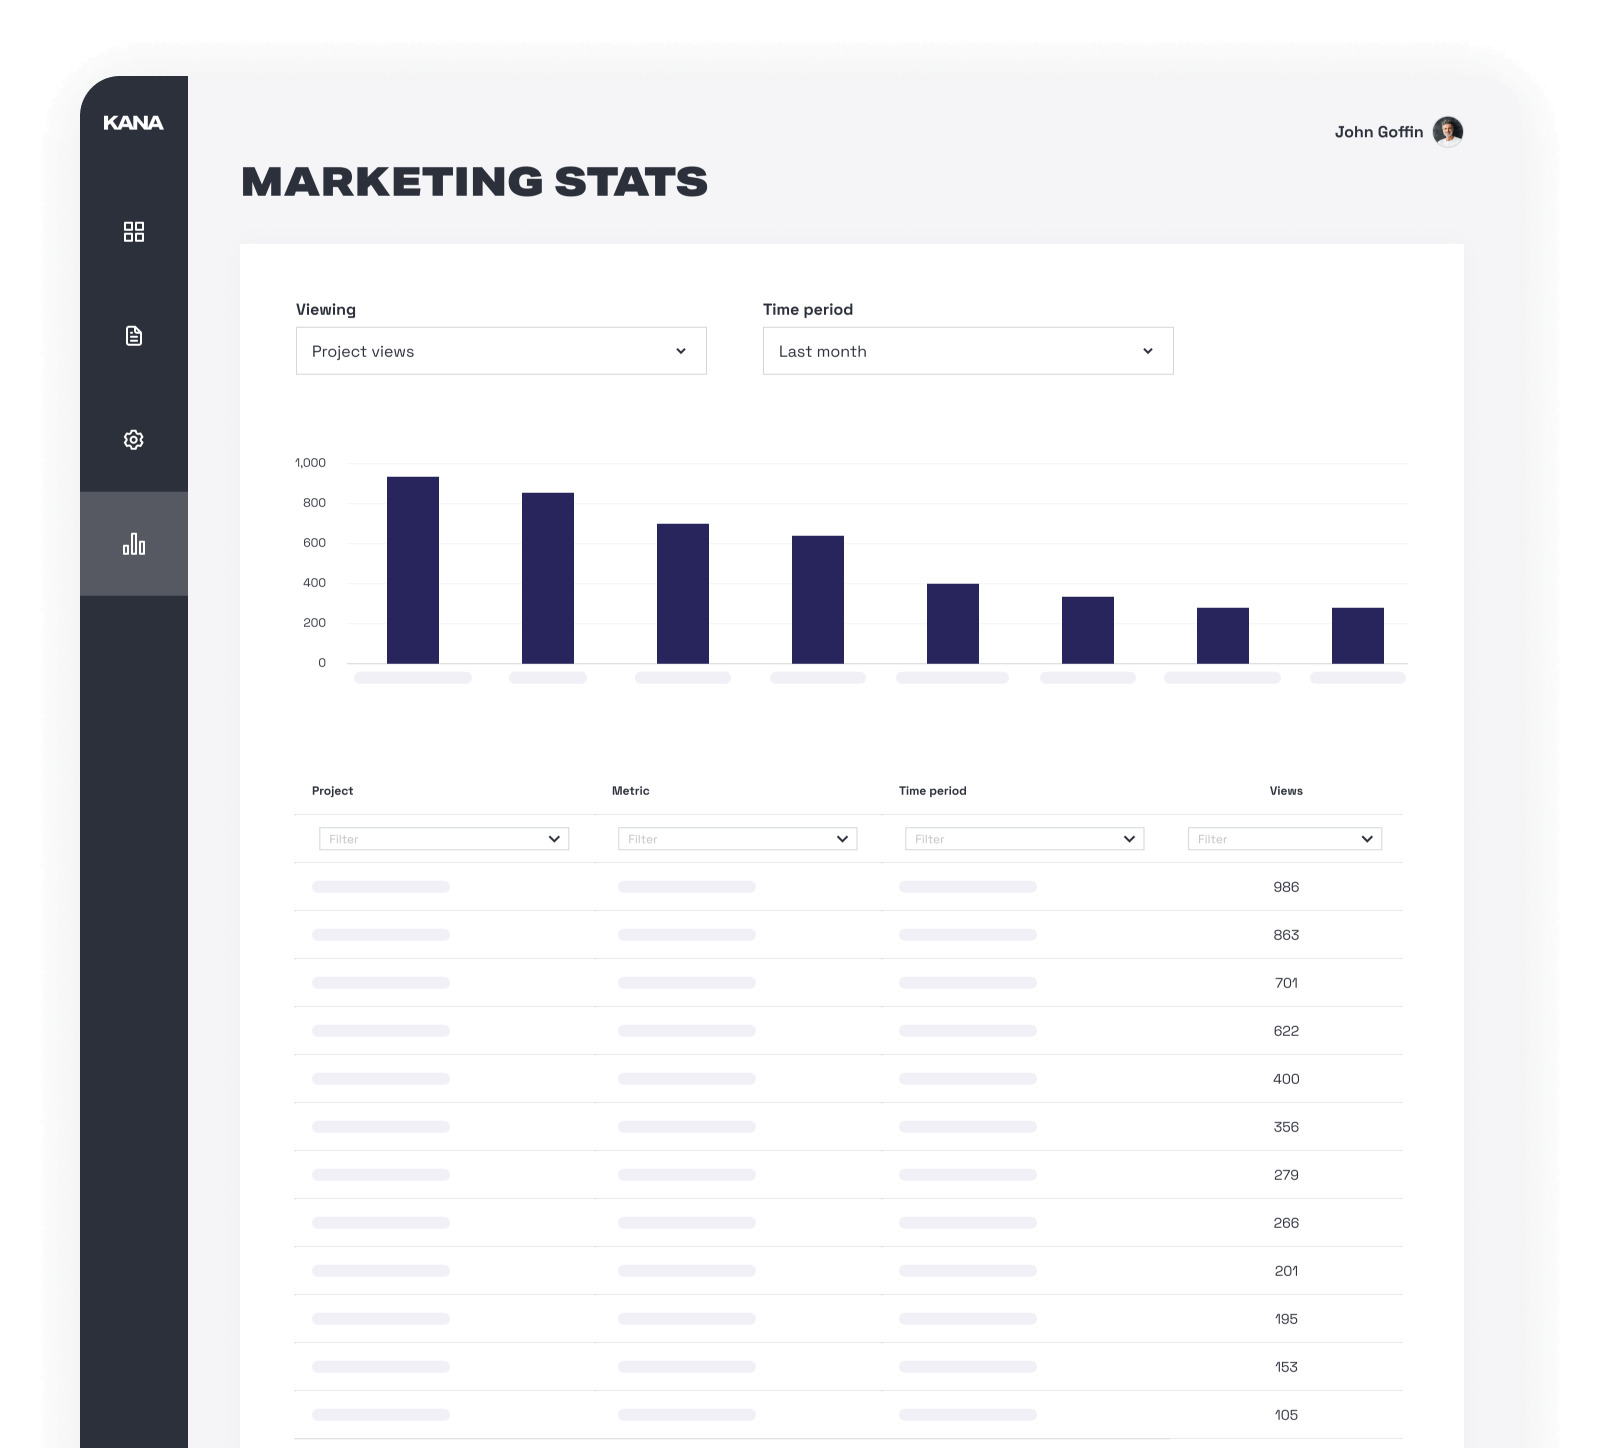 KANA
John Goffin
MARKETING STATS
Viewing
Time period
Project views
Last month
1,000
800
600
400
200
0
Project Metric Time period Views
Filter Filter Filter Filter
986
863
701
622
400
356
279
266
201
195
153
105